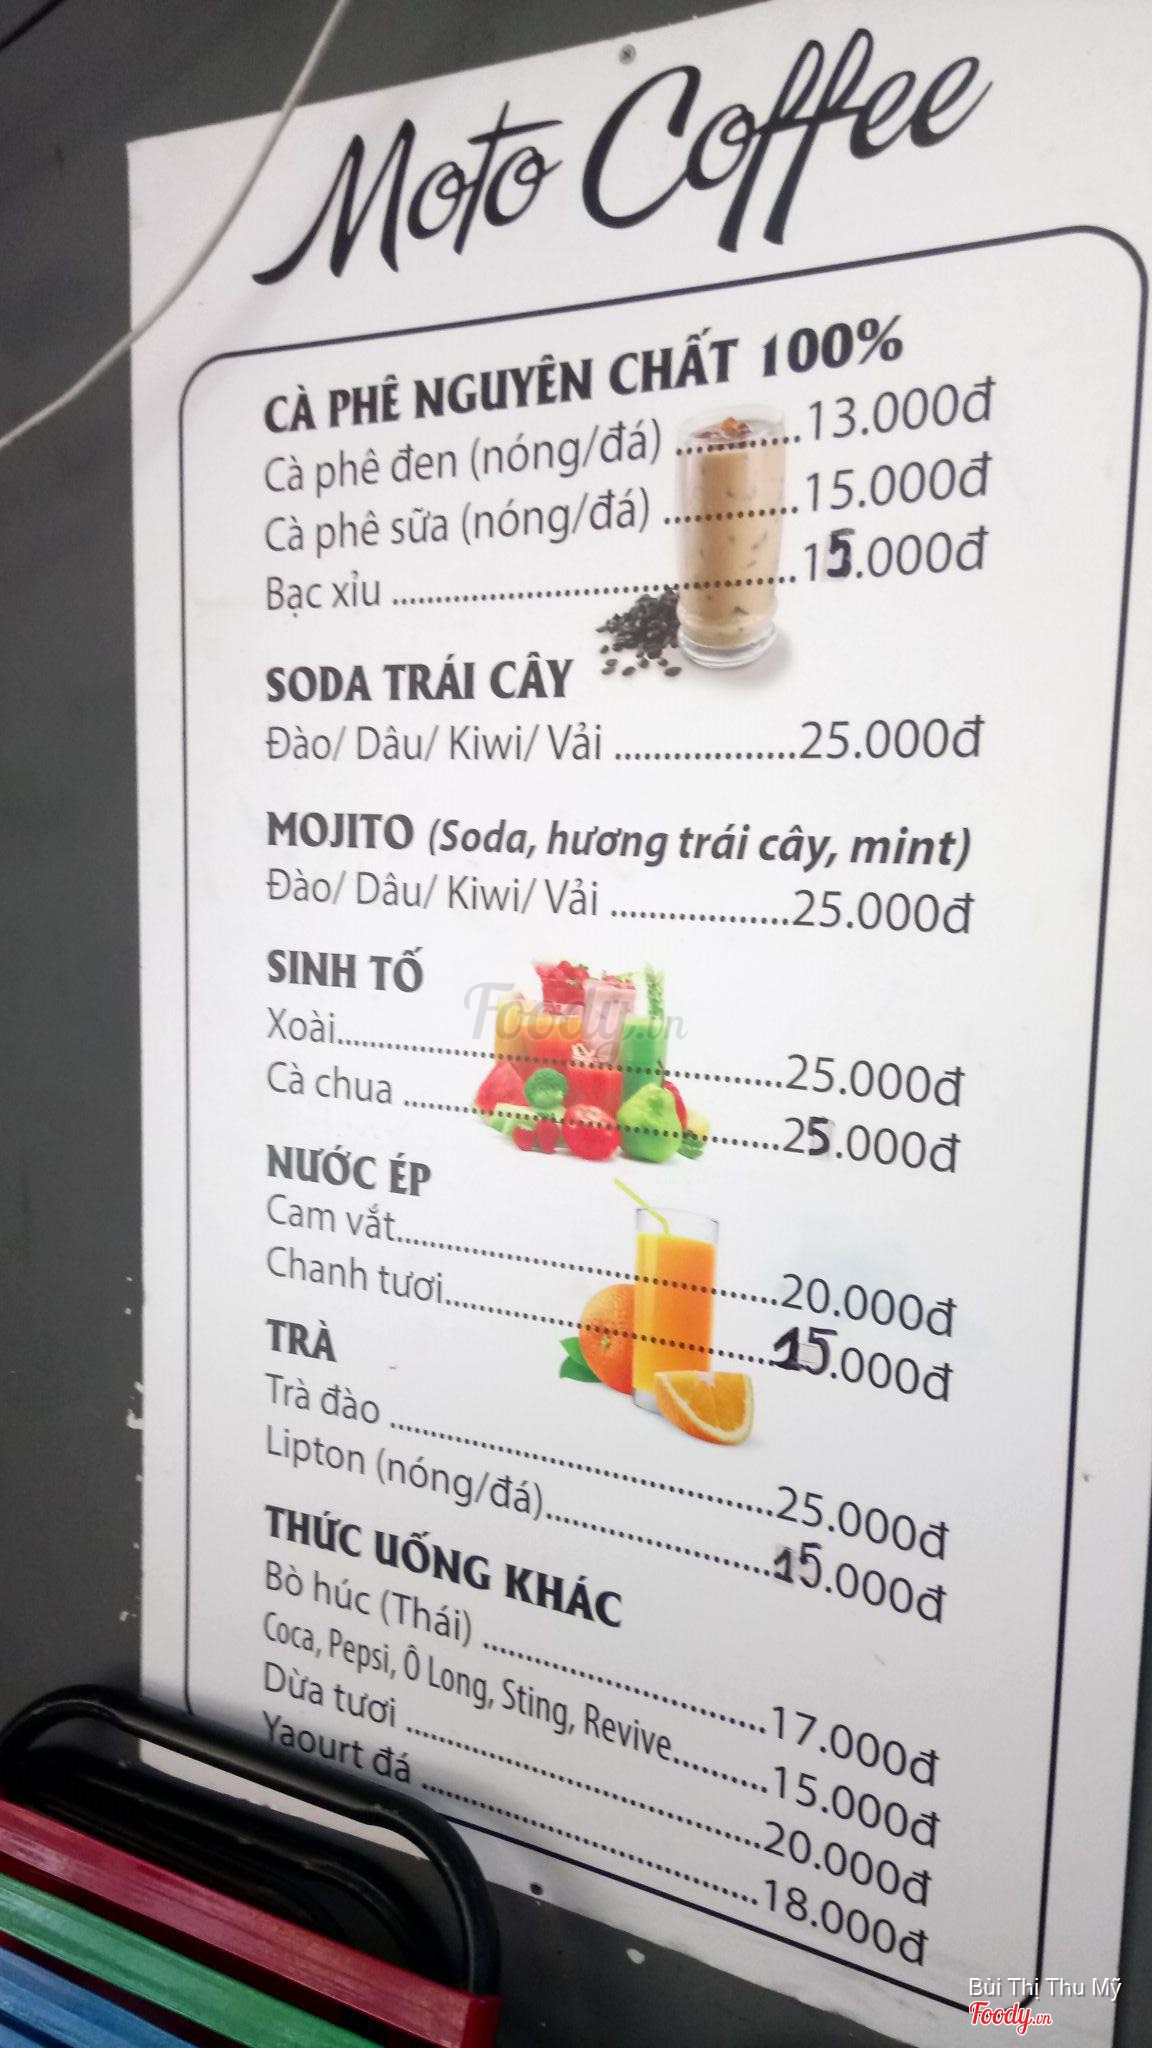 Moto Coffee
CÀ PHÊ NGUYÊN CHẤT 100%
Cà phê đen (nóng/đá) ............13.000đ
Cà phê sữa (nóng/đá) ............15.000đ
Bạc xỉu ............15.000đ
SODA TRÁI CÂY
Đào/ Dâu/ Kiwi/ Vải ............25.000đ
MOJITO (Soda, hương trái cây, mint)
Đào/ Dâu/ Kiwi/ Vải ............25.000đ
SINH TỐ
Foody.vn
Xoài............25.000đ
Cà chua ............25.000đ
NƯỚC ÉP
Cam vắt............20.000đ
Chanh tươi............15.000đ
TRÀ
Trà đào ............25.000đ
Lipton (nóng/đá)............15.000đ
THỨC UỐNG KHÁC
Bò húc (Thái) ............17.000đ
Coca, Pepsi, Ô Long, Sting, Revive..........15.000đ
Dừa tươi ............20.000đ
Yaourt đá ............18.000đ
Bùi Thị Thu Mỹ
Foody.vn